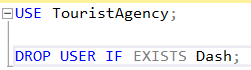 USE TouristAgency;
DROP USER IF EXISTS Dash;